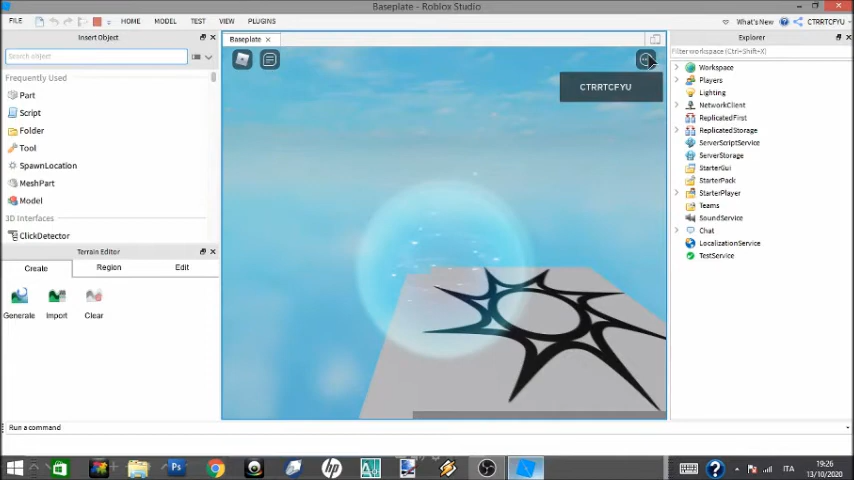 Baseplate - Roblox Studio
FILE HOME MODEL TEST VIEW PLUGINS What's New CTRRTCFYU
Insert Object
Search object
Frequently Used
Part
Script
Folder
Tool
SpawnLocation
MeshPart
Model
3D Interfaces
ClickDetector
Terrain Editor
Create Region Edit
Generate Import Clear
Baseplate
CTRRTCFYU
Explorer
Filter workspace (Ctrl+Shift+X)
Workspace
Players
Lighting
NetworkClient
ReplicatedFirst
ReplicatedStorage
ServerScriptService
ServerStorage
StarterGui
StarterPack
StarterPlayer
Teams
SoundService
Chat
LocalizationService
TestService
Run a command
ITA
19:26
13/10/2020